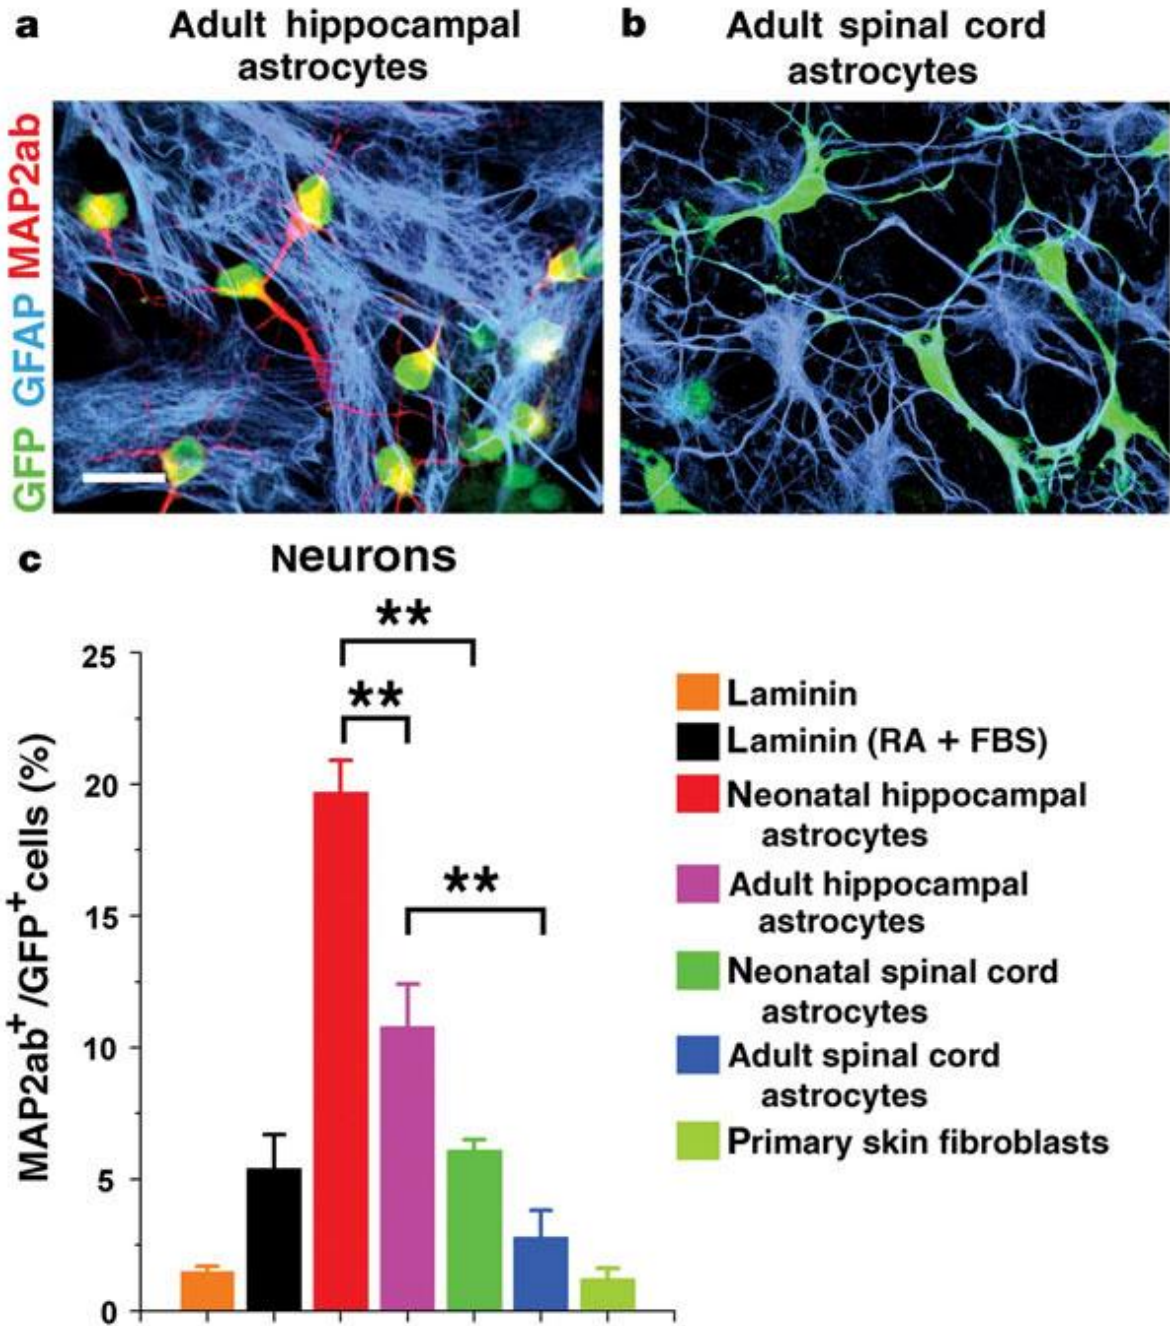 a
Adult hippocampal
astrocytes
b
Adult spinal cord
astrocytes
GFP GFAP MAP2ab
c
Neurons
**
**
**
25
20
15
10
5
0
MAP2ab⁺/GFP⁺cells (%)
Laminin
Laminin (RA + FBS)
Neonatal hippocampal
astrocytes
Adult hippocampal
astrocytes
Neonatal spinal cord
astrocytes
Adult spinal cord
astrocytes
Primary skin fibroblasts